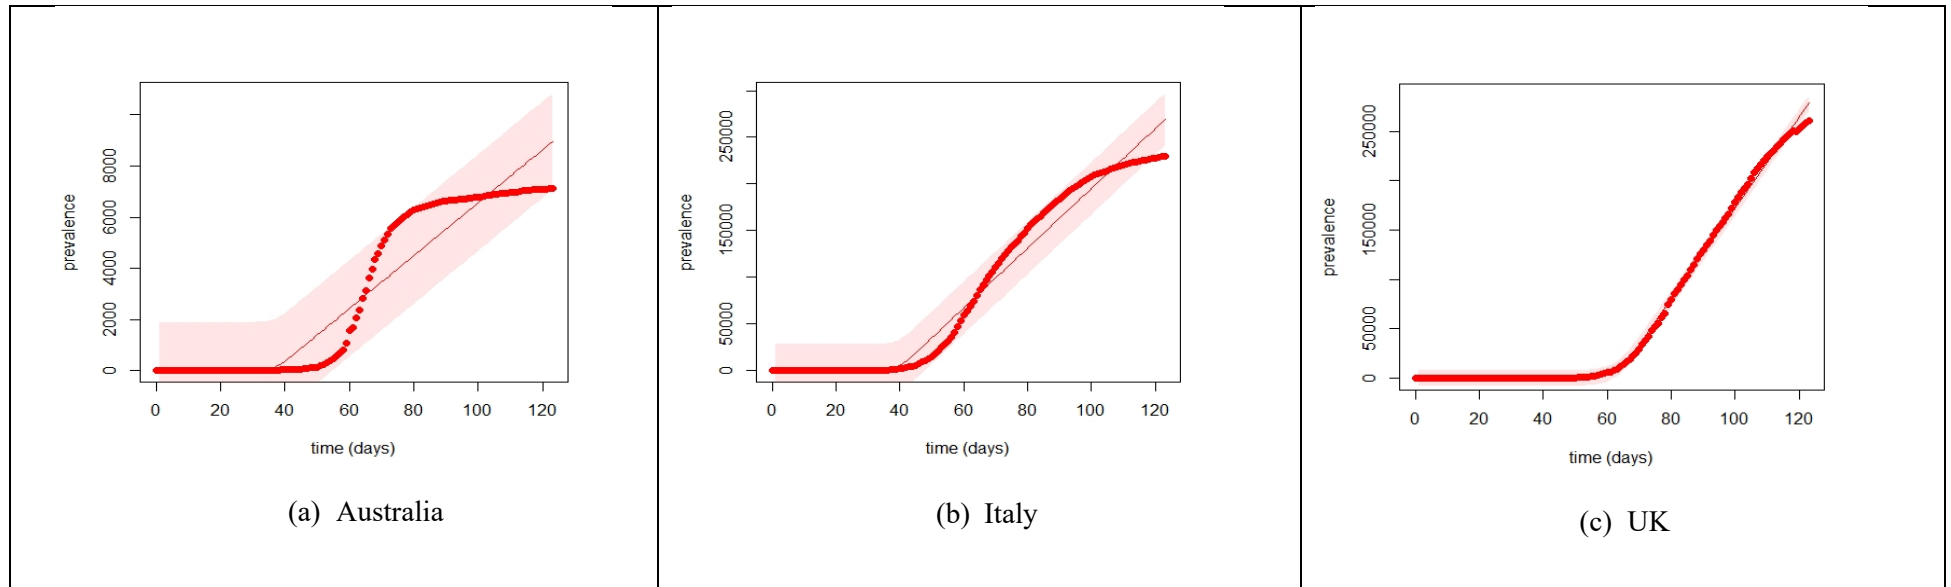 prevalence
0
2000
4000
6000
8000
0 20 40 60 80 100 120
time (days)
(a) Australia
prevalence
0
50000
150000
250000
0 20 40 60 80 100 120
time (days)
(b) Italy
prevalence
0
50000
150000
250000
0 20 40 60 80 100 120
time (days)
(c) UK